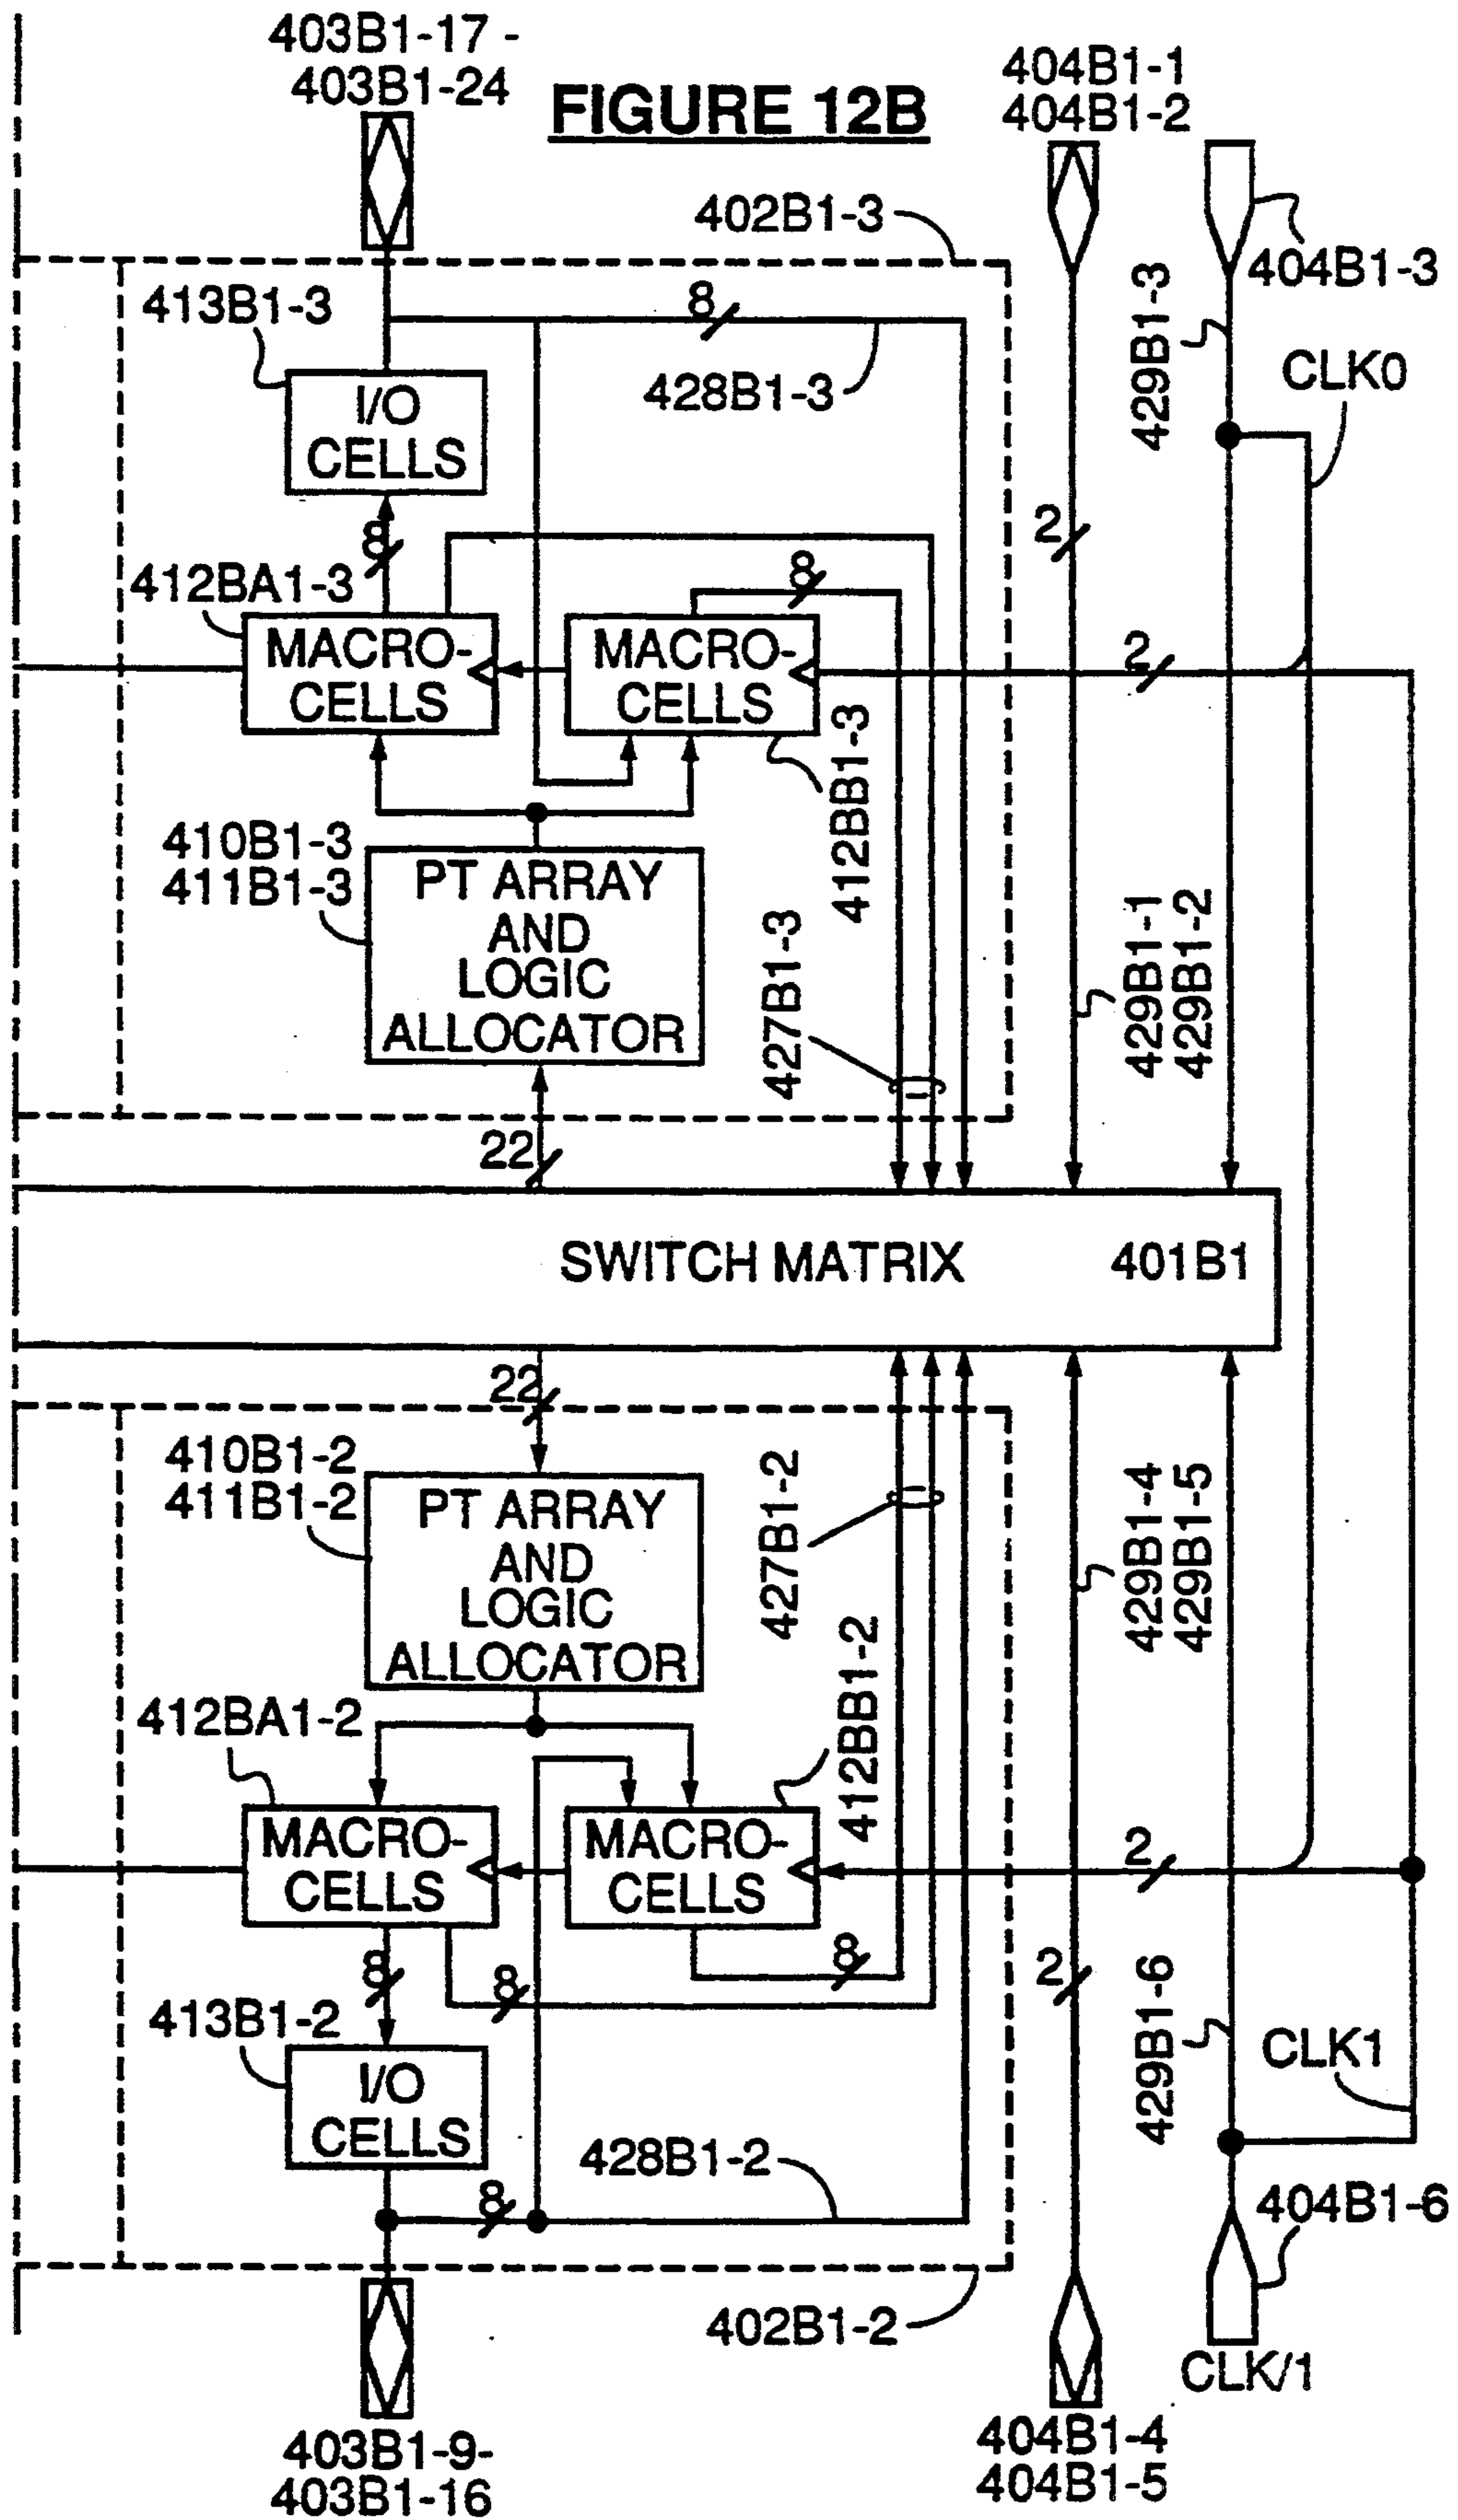 403B1-17 -
403B1-24
FIGURE 12B
404B1-1
404B1-2
402B1-3
404B1-3
413B1-3
8
428B1-3
429B1-3
CLK0
I/O
CELLS
2
8
412BA1-3
8
MACRO-
CELLS
MACRO-
CELLS
2
412BB1-3
410B1-3
411B1-3
PT ARRAY
AND
LOGIC
ALLOCATOR
427B1-3
429B1-1
429B1-2
22
SWITCH MATRIX
401B1
22
410B1-2
411B1-2
PT ARRAY
AND
LOGIC
ALLOCATOR
427B1-2
429B1-4
429B1-5
412BA1-2
412BB1-2
MACRO-
CELLS
MACRO-
CELLS
2
8
8
8
2
413B1-2
429B1-6
CLK1
I/O
CELLS
428B1-2
8
404B1-6
402B1-2
CLK/1
403B1-9-
403B1-16
404B1-4
404B1-5